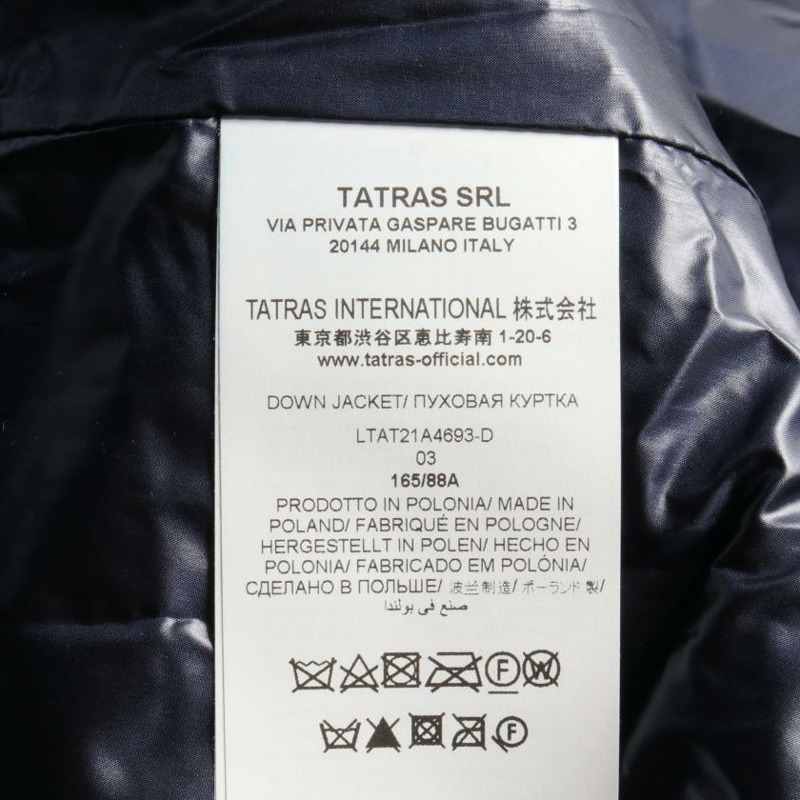 TATRAS SRL
VIA PRIVATA GASPARE BUGATTI 3
20144 MILANO ITALY
TATRAS INTERNATIONAL 株式会社
東京都渋谷区恵比寿南 1-20-6
www.tatras-official.com
DOWN JACKET/ ПУХОВАЯ КУРТКА
LTAT21A4693-D
03
165/88A
PRODOTTO IN POLONIA/ MADE IN
POLAND/ FABRIQUÉ EN POLOGNE/
HERGESTELLT IN POLEN/ HECHO EN
POLONIA/ FABRICADO EM POLÓNIA/
СДЕЛАНО В ПОЛЬШЕ/ 波兰制造/ ポーランド製/
صنع في بولندا
F W
F